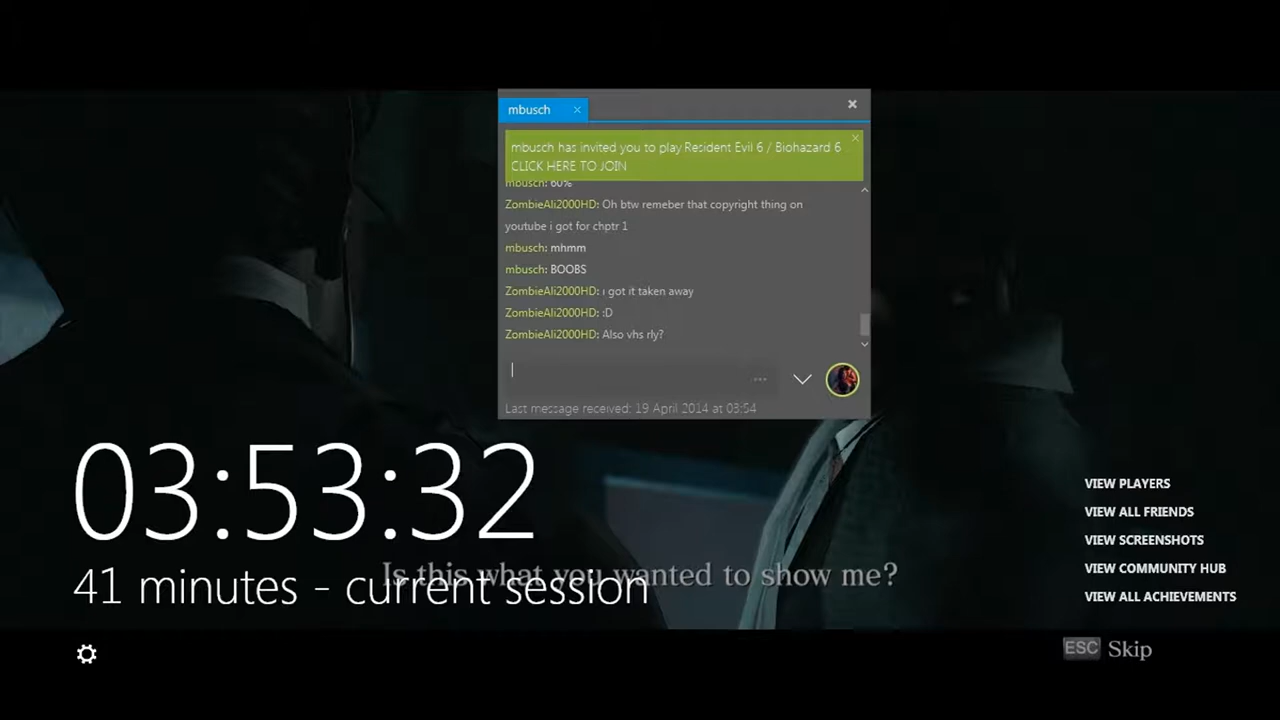 mbusch
mbusch has invited you to play Resident Evil 6 / Biohazard 6
CLICK HERE TO JOIN
mbusch: 60%
ZombieAli2000HD: Oh btw remeber that copyright thing on
youtube i got for chptr 1
mbusch: mhmm
mbusch: BOOBS
ZombieAli2000HD: i got it taken away
ZombieAli2000HD: :D
ZombieAli2000HD: Also vhs rly?
Last message received: 19 April 2014 at 03:54
03:53:32
41 minutes - current session
Is this what you wanted to show me?
VIEW PLAYERS
VIEW ALL FRIENDS
VIEW SCREENSHOTS
VIEW COMMUNITY HUB
VIEW ALL ACHIEVEMENTS
ESC Skip